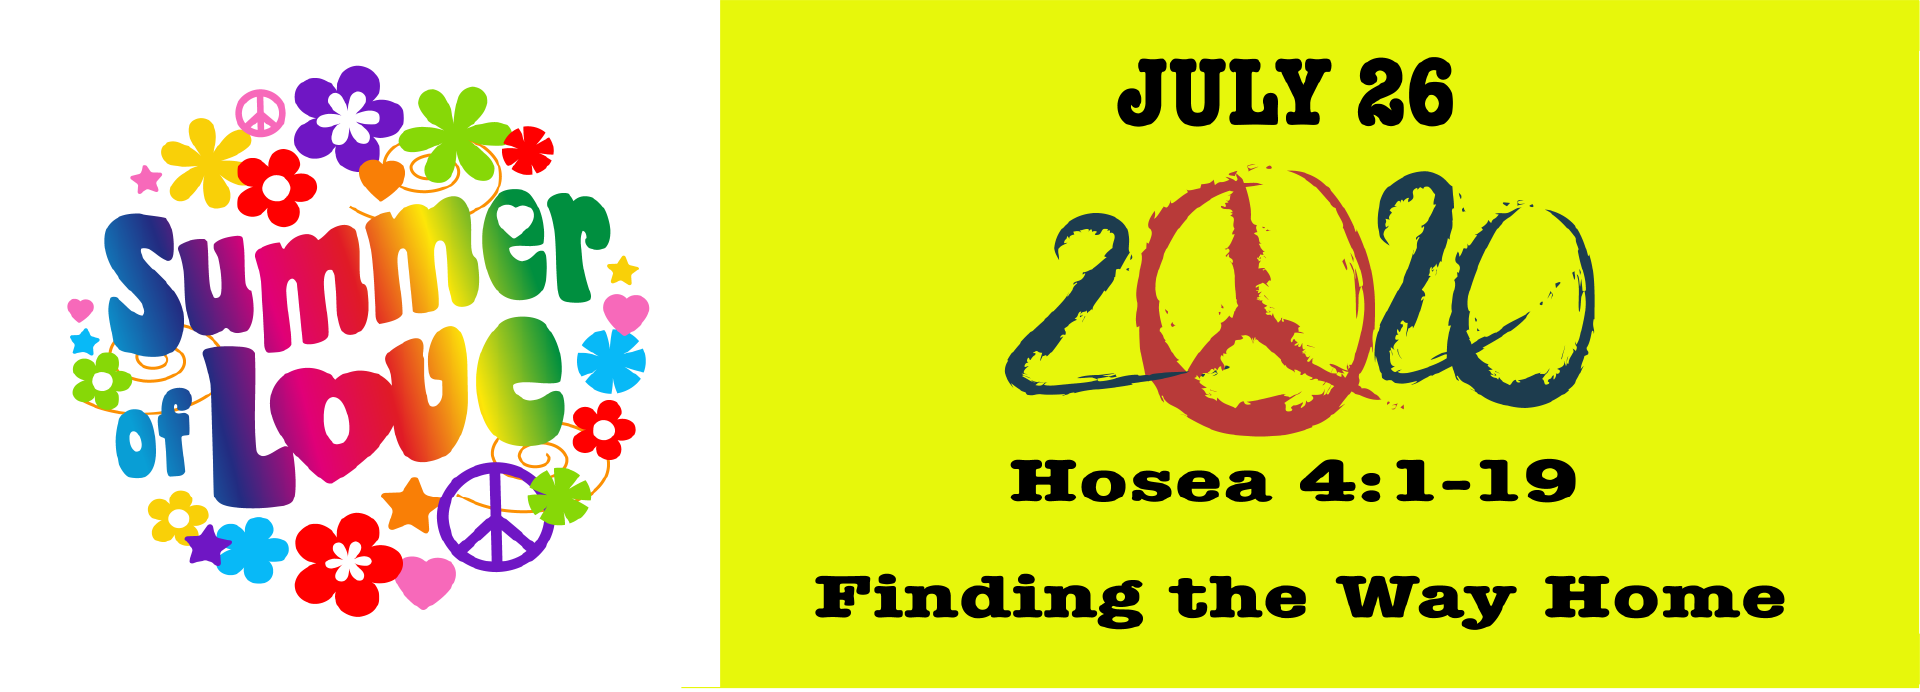 Summer
of Love
JULY 26
2020
Hosea 4:1-19
Finding the Way Home